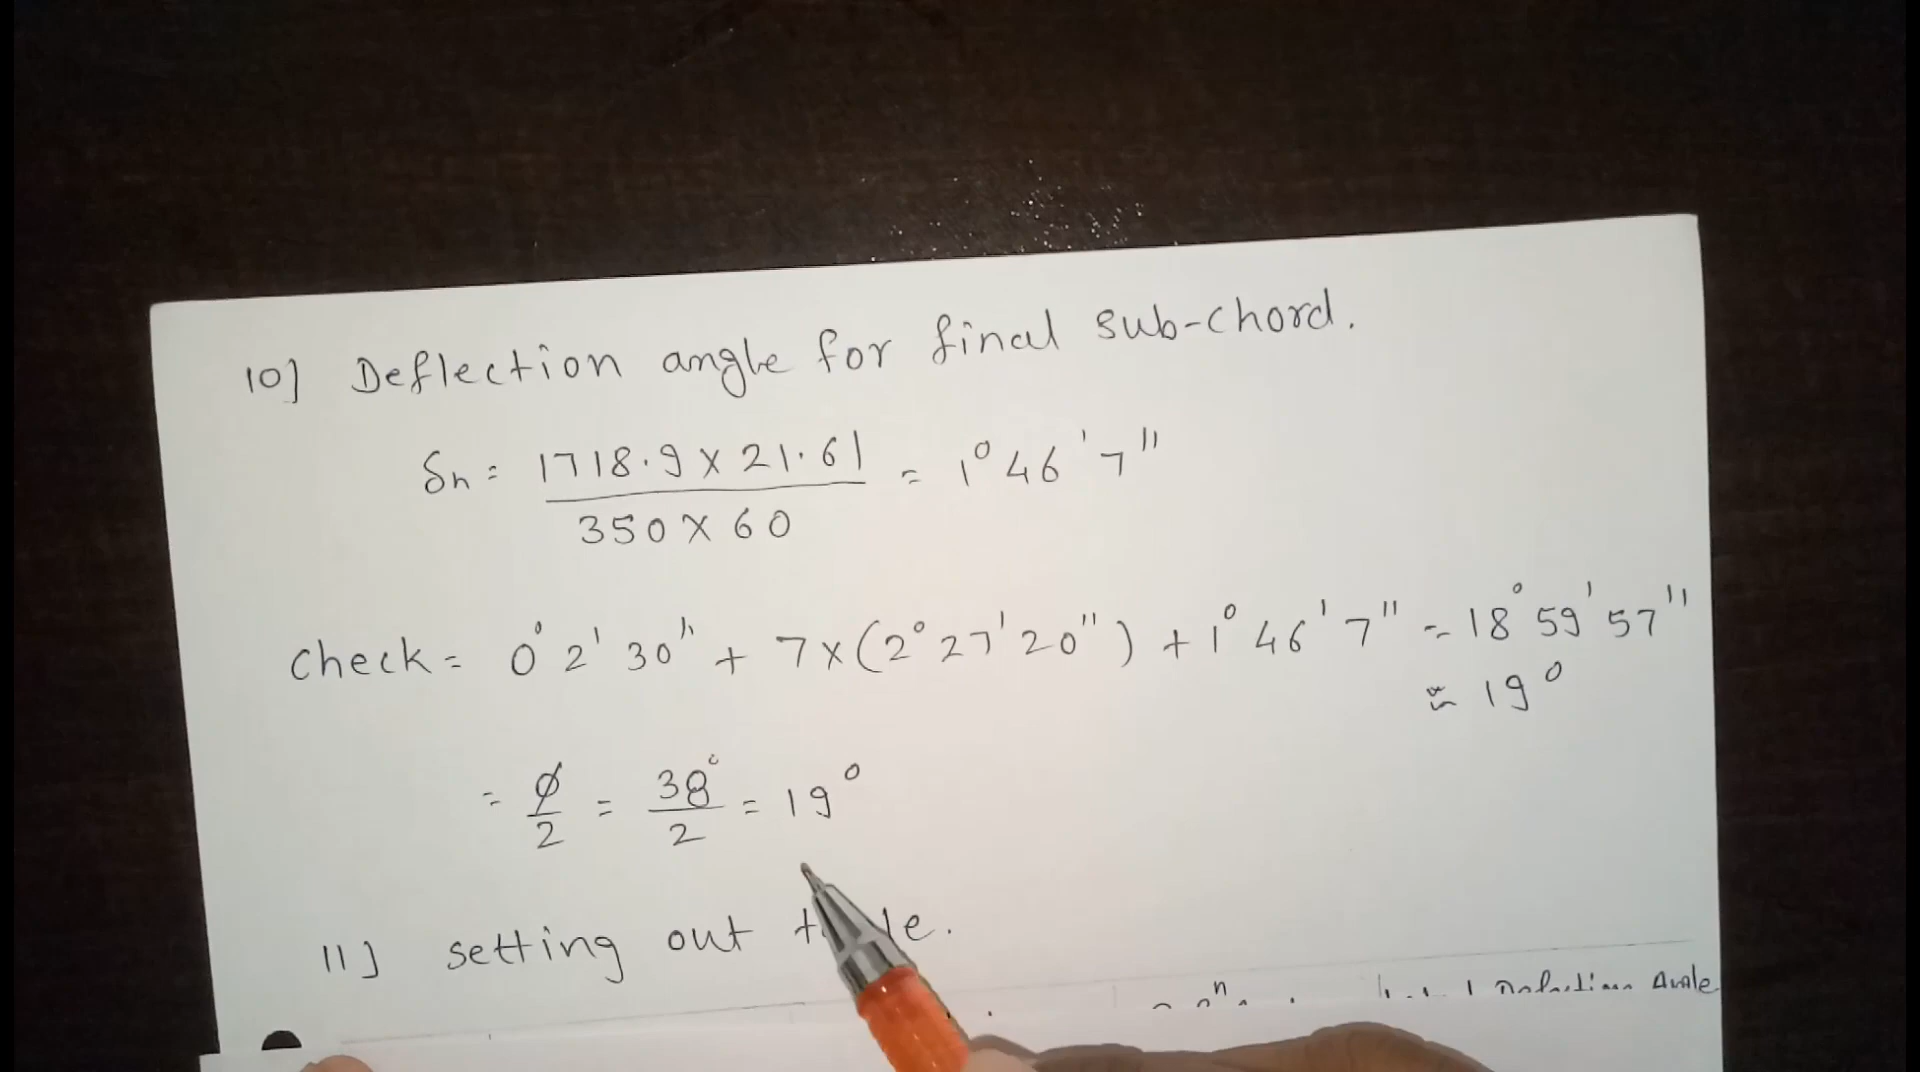 10] Deflection angle for final sub-chord.
δn = 1718.9 x 21.61 / 350 x 60 = 1° 46' 7"
check = 0° 2' 30" + 7 x (2° 27' 20") + 1° 46' 7" = 18° 59' 57"
≈ 19°
= ϕ/2 = 38°/2 = 19°
11] setting out
Angle